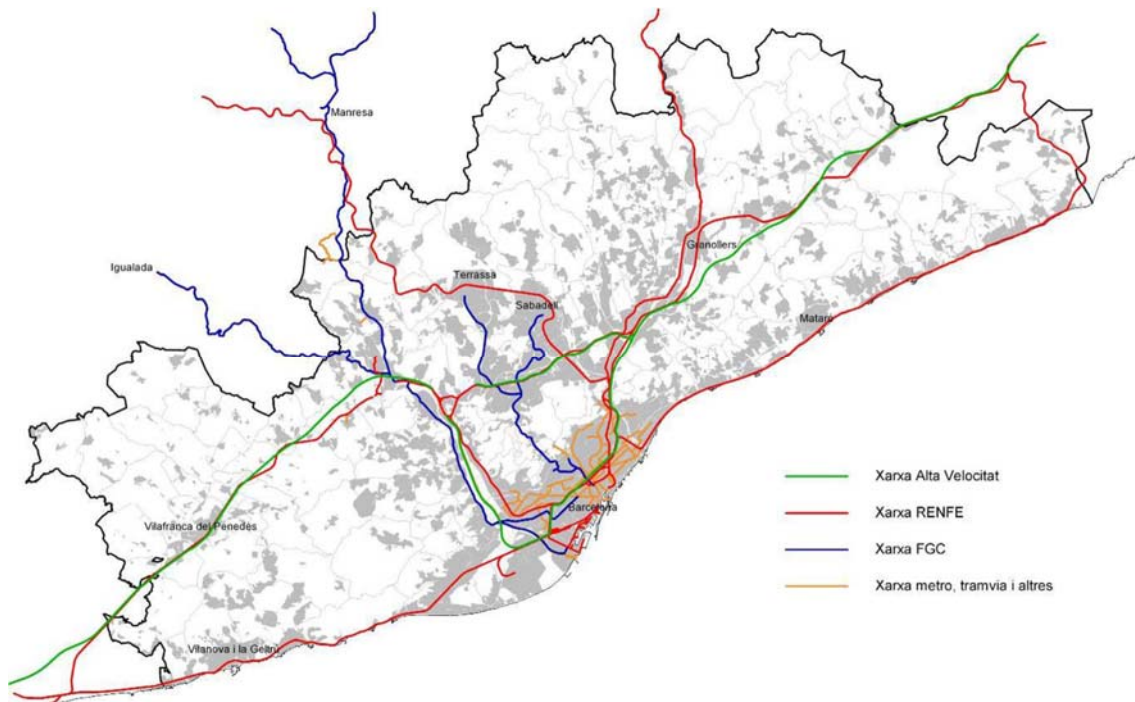 Manresa
Igualada
Terrassa
Sabadell
Granollers
Mataró
Barcelona
Vilafranca del Penedès
Vilanova i la Geltrú
Xarxa Alta Velocitat
Xarxa RENFE
Xarxa FGC
Xarxa metro, tramvia i altres